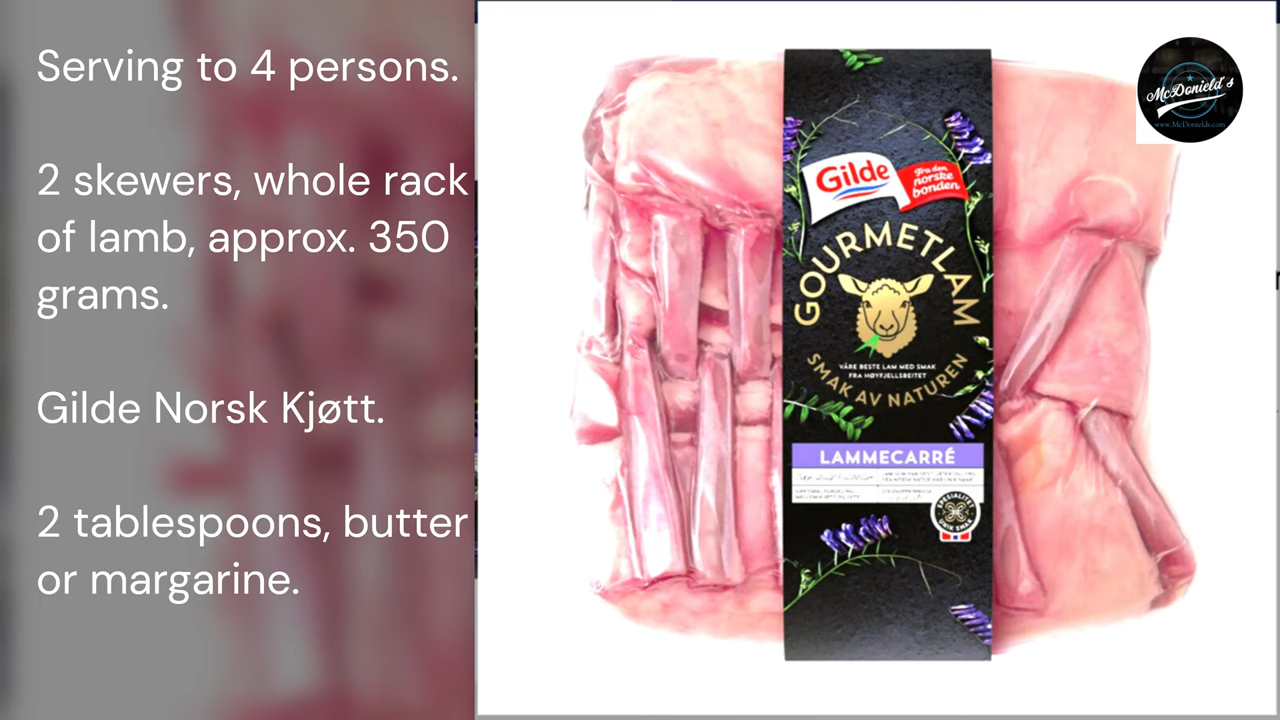 Serving to 4 persons.
2 skewers, whole rack
of lamb, approx. 350
grams.
Gilde Norsk Kjøtt.
2 tablespoons, butter
or margarine.
McDonield's
www.McDonields.com
Gilde
Fra den
norske
bonden
GOURMETLAM
VÅRE BESTE LAM MED SMAK
FRA HØYFJELLSBEITET
SMAK AV NATUREN
LAMMECARRÉ
SPESIALITET
UNIK SMAK